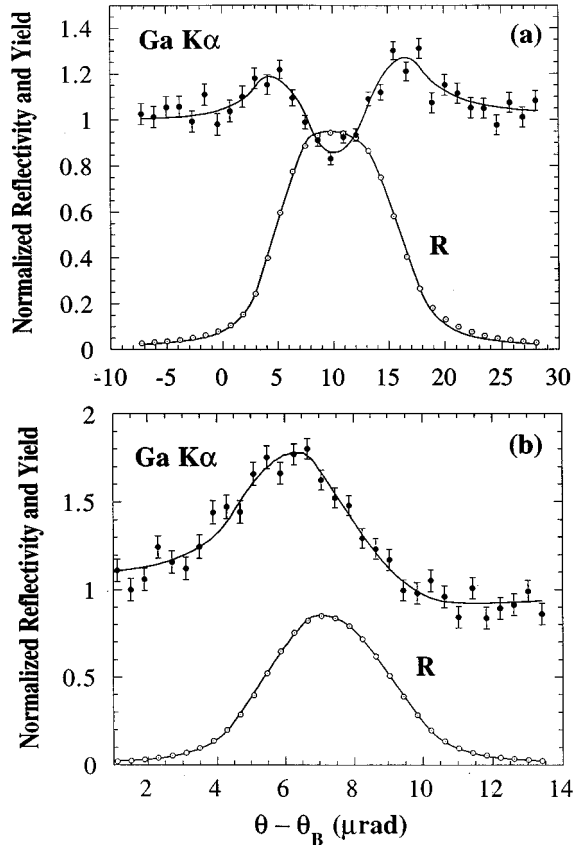 Ga Kα
(a)
Normalized Reflectivity and Yield
1.4
1.2
1
0.8
0.6
0.4
0.2
0
R
-10 -5 0 5 10 15 20 25 30
Ga Kα
(b)
Normalized Reflectivity and Yield
2
1.5
1
0.5
0
R
2 4 6 8 10 12 14
θ – θB (μrad)